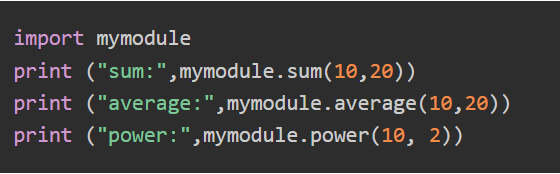 import mymodule
print ("sum:",mymodule.sum(10,20))
print ("average:",mymodule.average(10,20))
print ("power:",mymodule.power(10, 2))